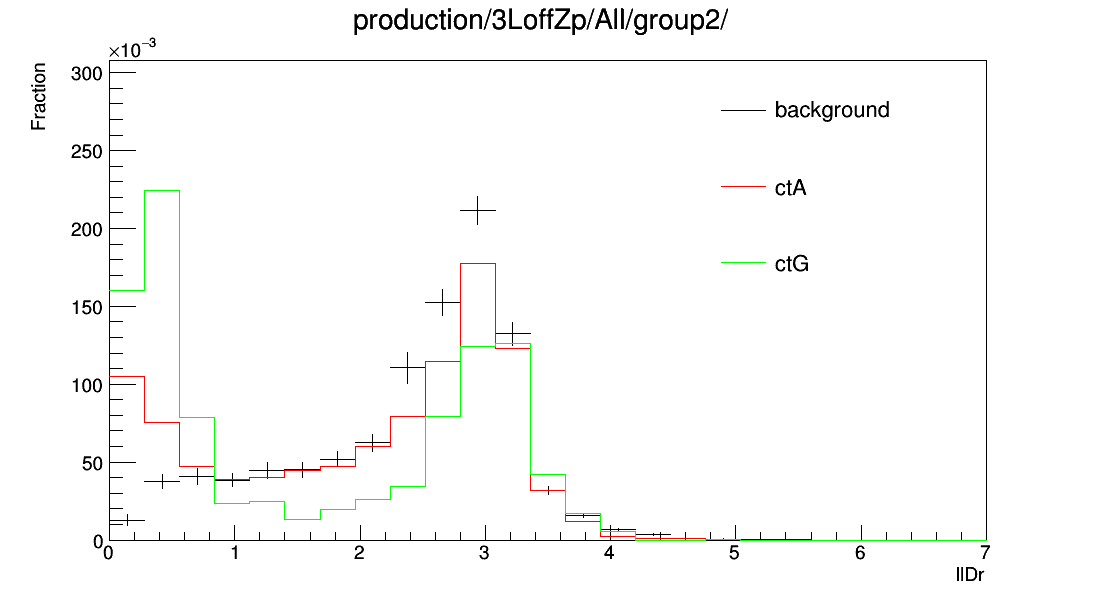 production/3LoffZp/All/group2/
×10⁻³
Fraction
300
250
200
150
100
50
0
background
ctA
ctG
0 1 2 3 4 5 6 7
llDr